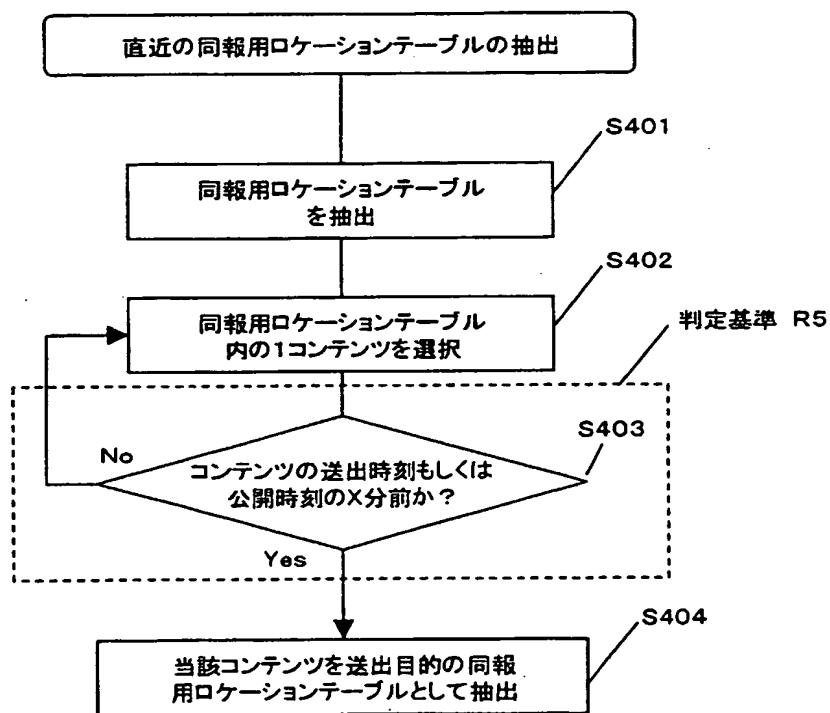 直近の同報用ロケーションテーブルの抽出
S401
同報用ロケーションテーブル
を抽出
S402
同報用ロケーションテーブル
内の1コンテンツを選択
判定基準 R5
S403
No
コンテンツの送出時刻もしくは
公開時刻のX分前か？
Yes
S404
当該コンテンツを送出目的の同報
用ロケーションテーブルとして抽出